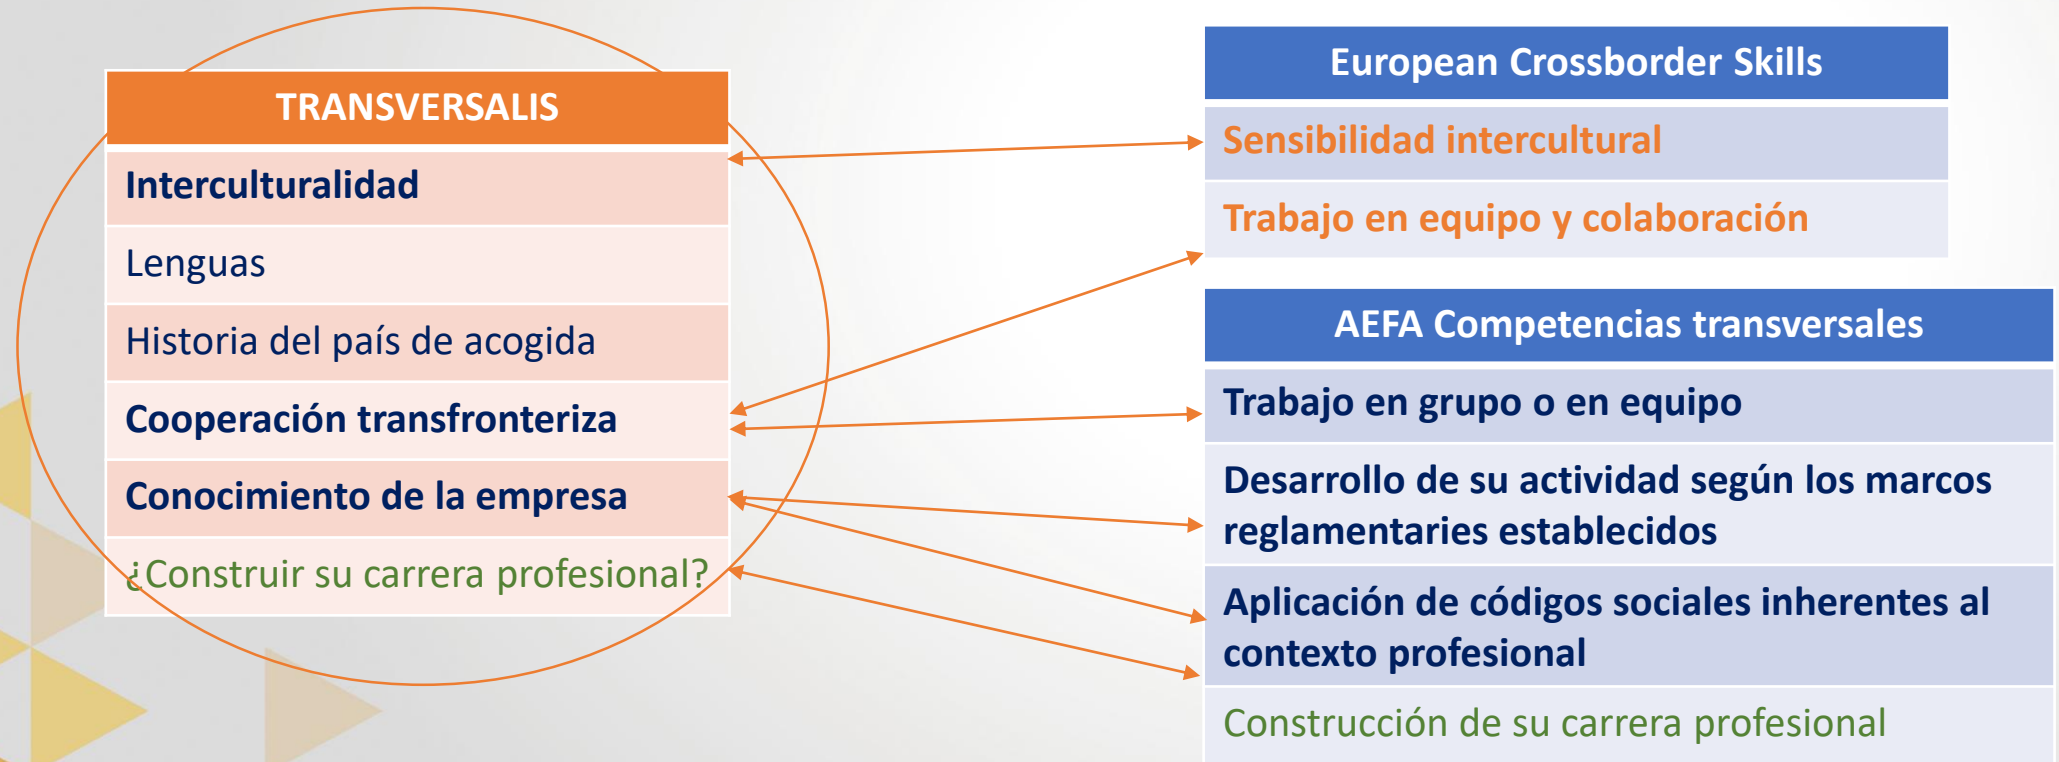 TRANSVERSALIS
Interculturalidad
Lenguas
Historia del país de acogida
Cooperación transfronteriza
Conocimiento de la empresa
¿Construir su carrera profesional?
European Crossborder Skills
Sensibilidad intercultural
Trabajo en equipo y colaboración
AEFA Competencias transversales
Trabajo en grupo o en equipo
Desarrollo de su actividad según los marcos
reglamentaries establecidos
Aplicación de códigos sociales inherentes al
contexto profesional
Construcción de su carrera profesional